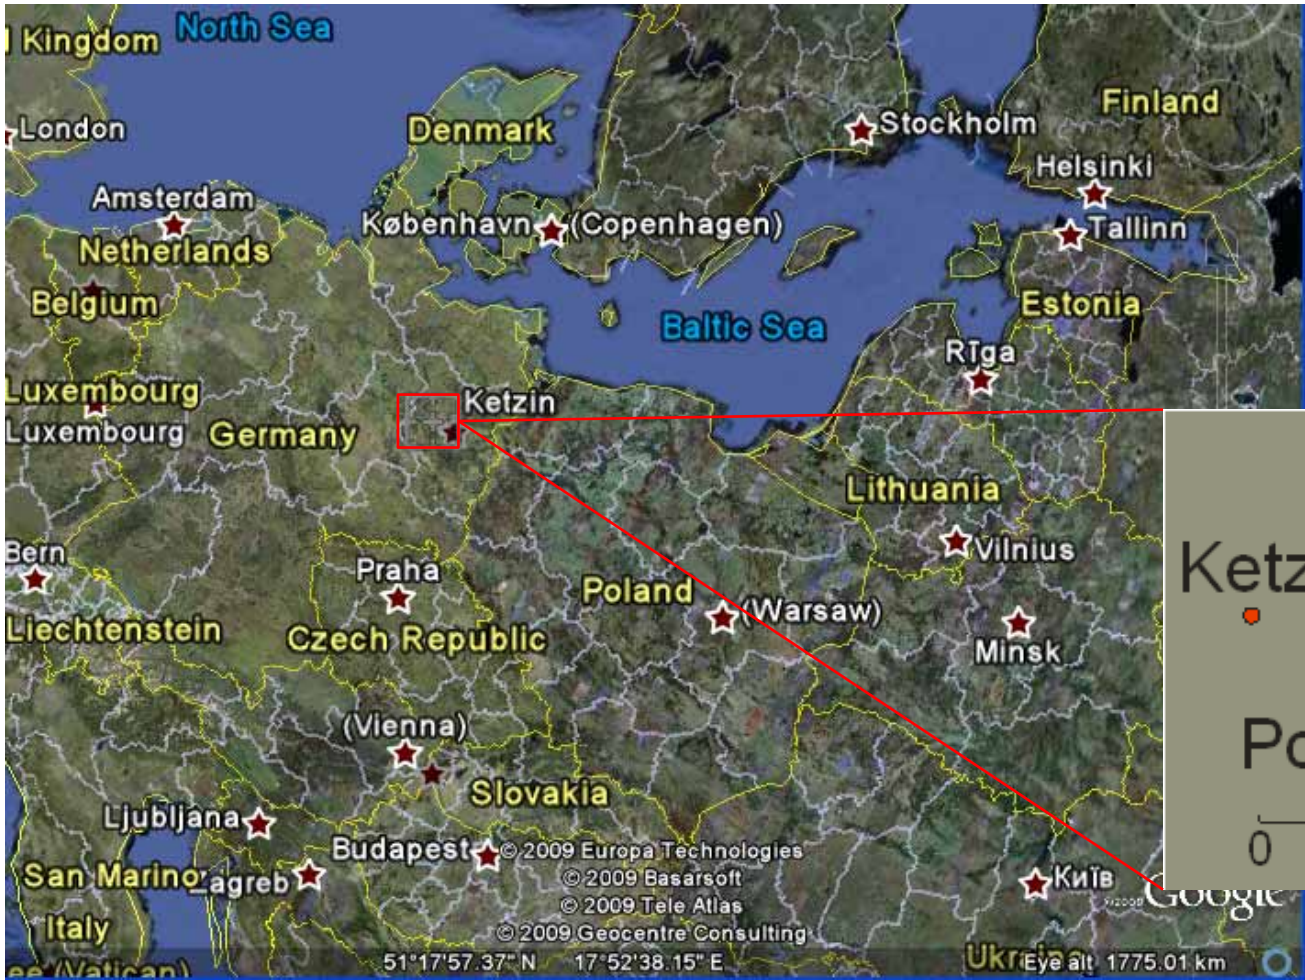 North Sea
d Kingdom
London
Denmark
Stockholm
Finland
Helsinki
Amsterdam
København (Copenhagen)
Tallinn
Netherlands
Belgium
Estonia
Baltic Sea
Rīga
Luxembourg
Ketzin
Luxembourg
Germany
Lithuania
Vilnius
Bern
Praha
Poland
(Warsaw)
Ketz
Liechtenstein
Czech Republic
Minsk
(Vienna)
Po
Slovakia
Ljubljana
0
Budapest
© 2009 Europa Technologies
San Marino
Zagreb
© 2009 Basarsoft
Київ
Google
© 2009 Tele Atlas
Italy
© 2009 Geocentre Consulting
ee (Vatican)
51°17'57.37" N 17°52'38.15" E
Ukraine
Eye alt 1775.01 km